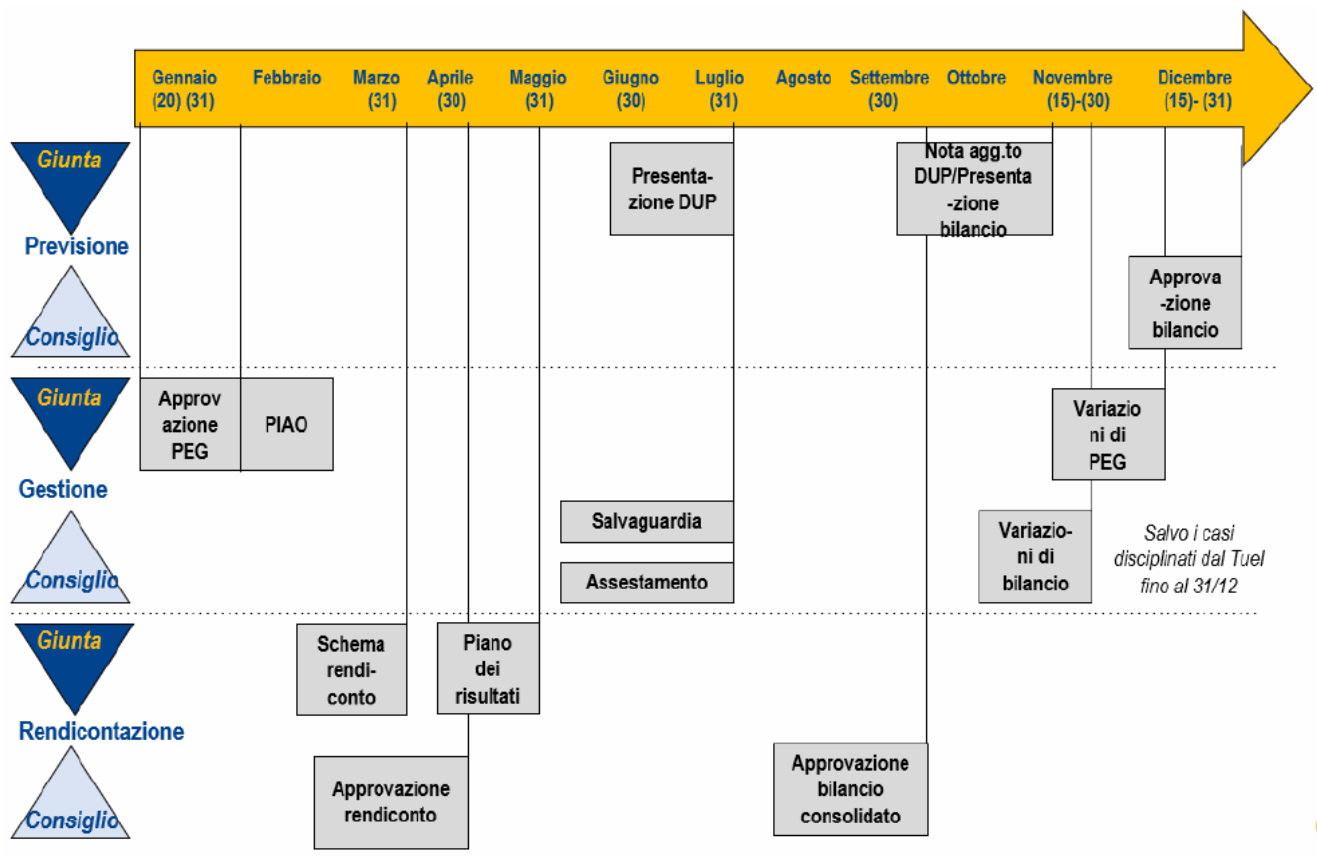 Gennaio Febbraio Marzo Aprile Maggio Giugno Luglio Agosto Settembre Ottobre Novembre Dicembre
(20) (31) (31) (30) (31) (30) (31) (30) (15)-(30) (15)- (31)
Giunta
Previsione
Consiglio
Presenta-
zione DUP
Nota agg.to
DUP/Presenta
-zione
bilancio
Approva
-zione
bilancio
Giunta
Gestione
Consiglio
Approv
azione
PEG
PIAO
Variazio
ni di
PEG
Salvaguardia
Assestamento
Variazio-
ni di
bilancio
Salvo i casi
disciplinati dal Tuel
fino al 31/12
Giunta
Rendicontazione
Consiglio
Schema
rendi-
conto
Piano
dei
risultati
Approvazione
rendiconto
Approvazione
bilancio
consolidato